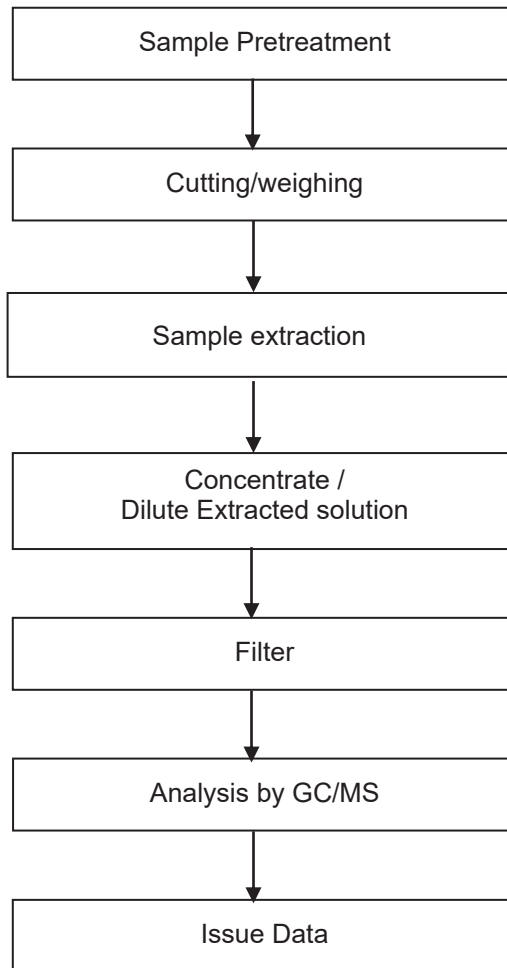 Sample Pretreatment
Cutting/weighing
Sample extraction
Concentrate /
Dilute Extracted solution
Filter
Analysis by GC/MS
Issue Data